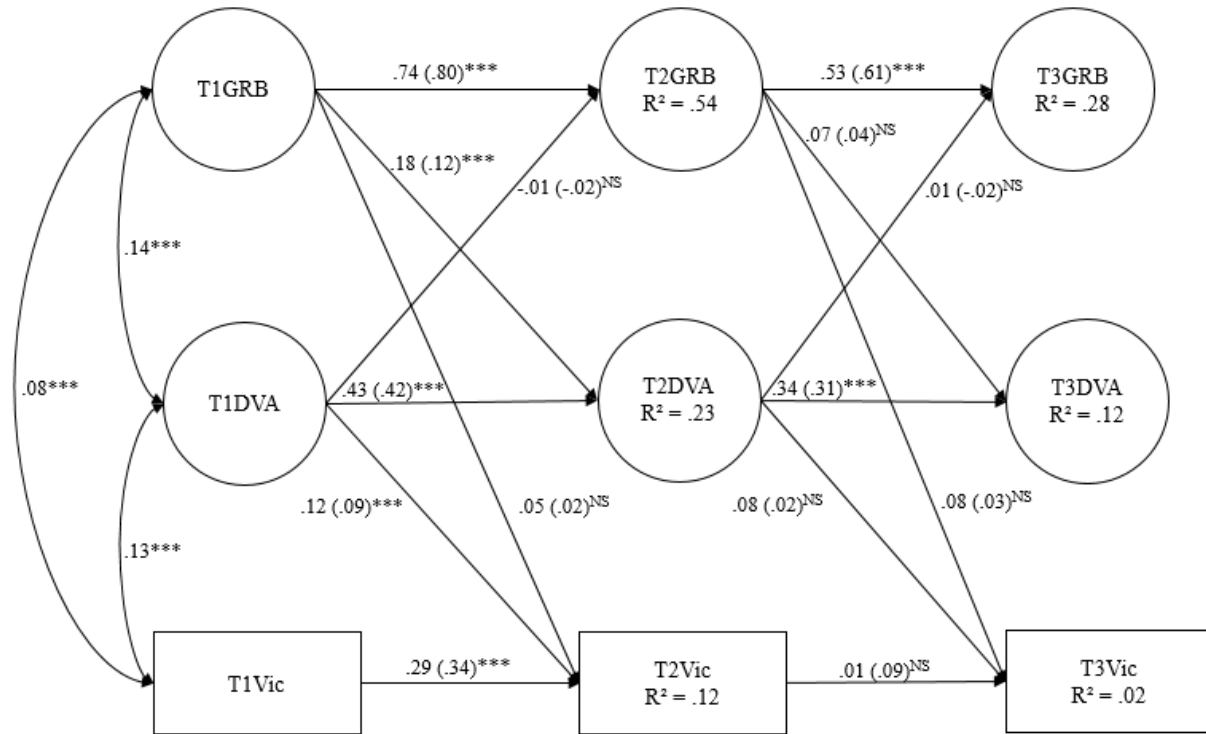 .74 (.80)***
.53 (.61)***
T1GRB
T2GRB
R² = .54
T3GRB
R² = .28
.07 (.04)NS
.18 (.12)***
-.01 (-.02)NS
.01 (-.02)NS
.14***
.08***
.43 (.42)***
.34 (.31)***
T1DVA
T2DVA
R² = .23
T3DVA
R² = .12
.12 (.09)***
.05 (.02)NS
.08 (.02)NS
.08 (.03)NS
.13***
.29 (.34)***
.01 (.09)NS
T1Vic
T2Vic
R² = .12
T3Vic
R² = .02